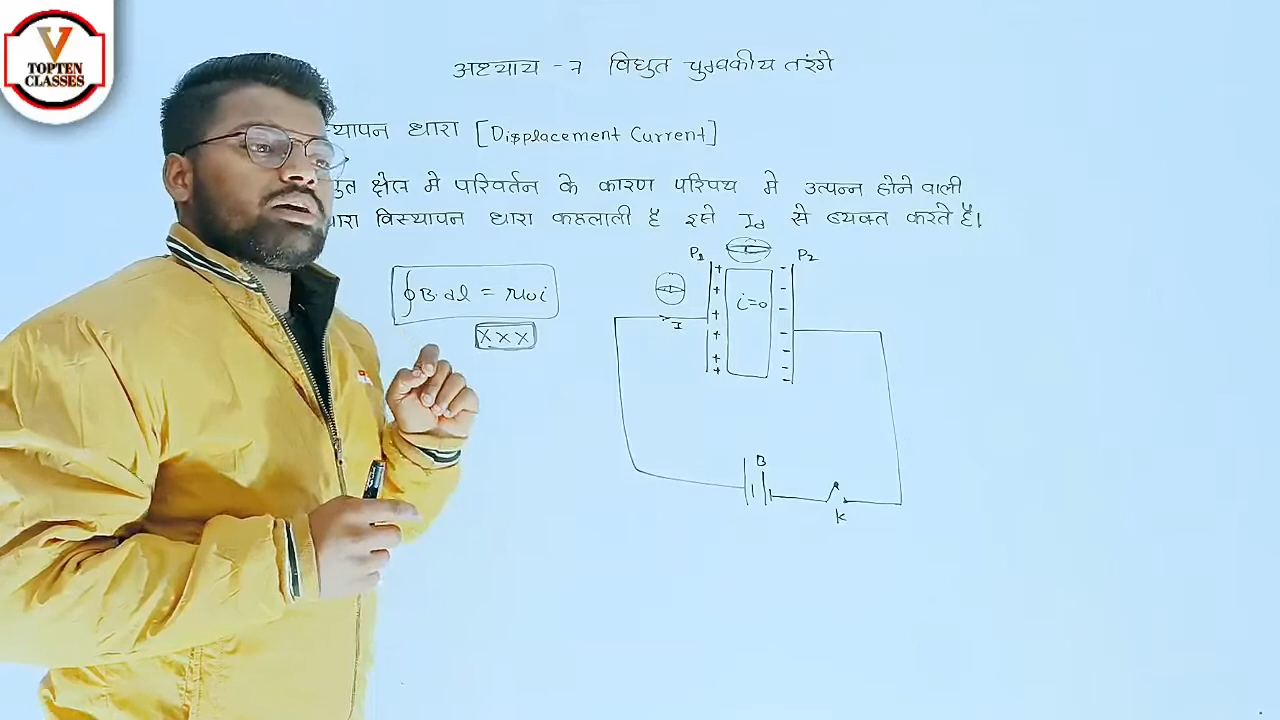 V
TOPTEN
CLASSES
अध्याय -7 विद्युत चुम्बकीय तरंगे
स्थापन धारा [Displacement Current]
क्षेत्र मे परिवर्तन के कारण परिपथ मे उत्पन्न होने वाली
धारा विस्थापन धारा कहलाती है इसे Id से व्यक्त करते है।
P1
P2
∮B.dl = μ0i
i=0
I
XXX
B
K